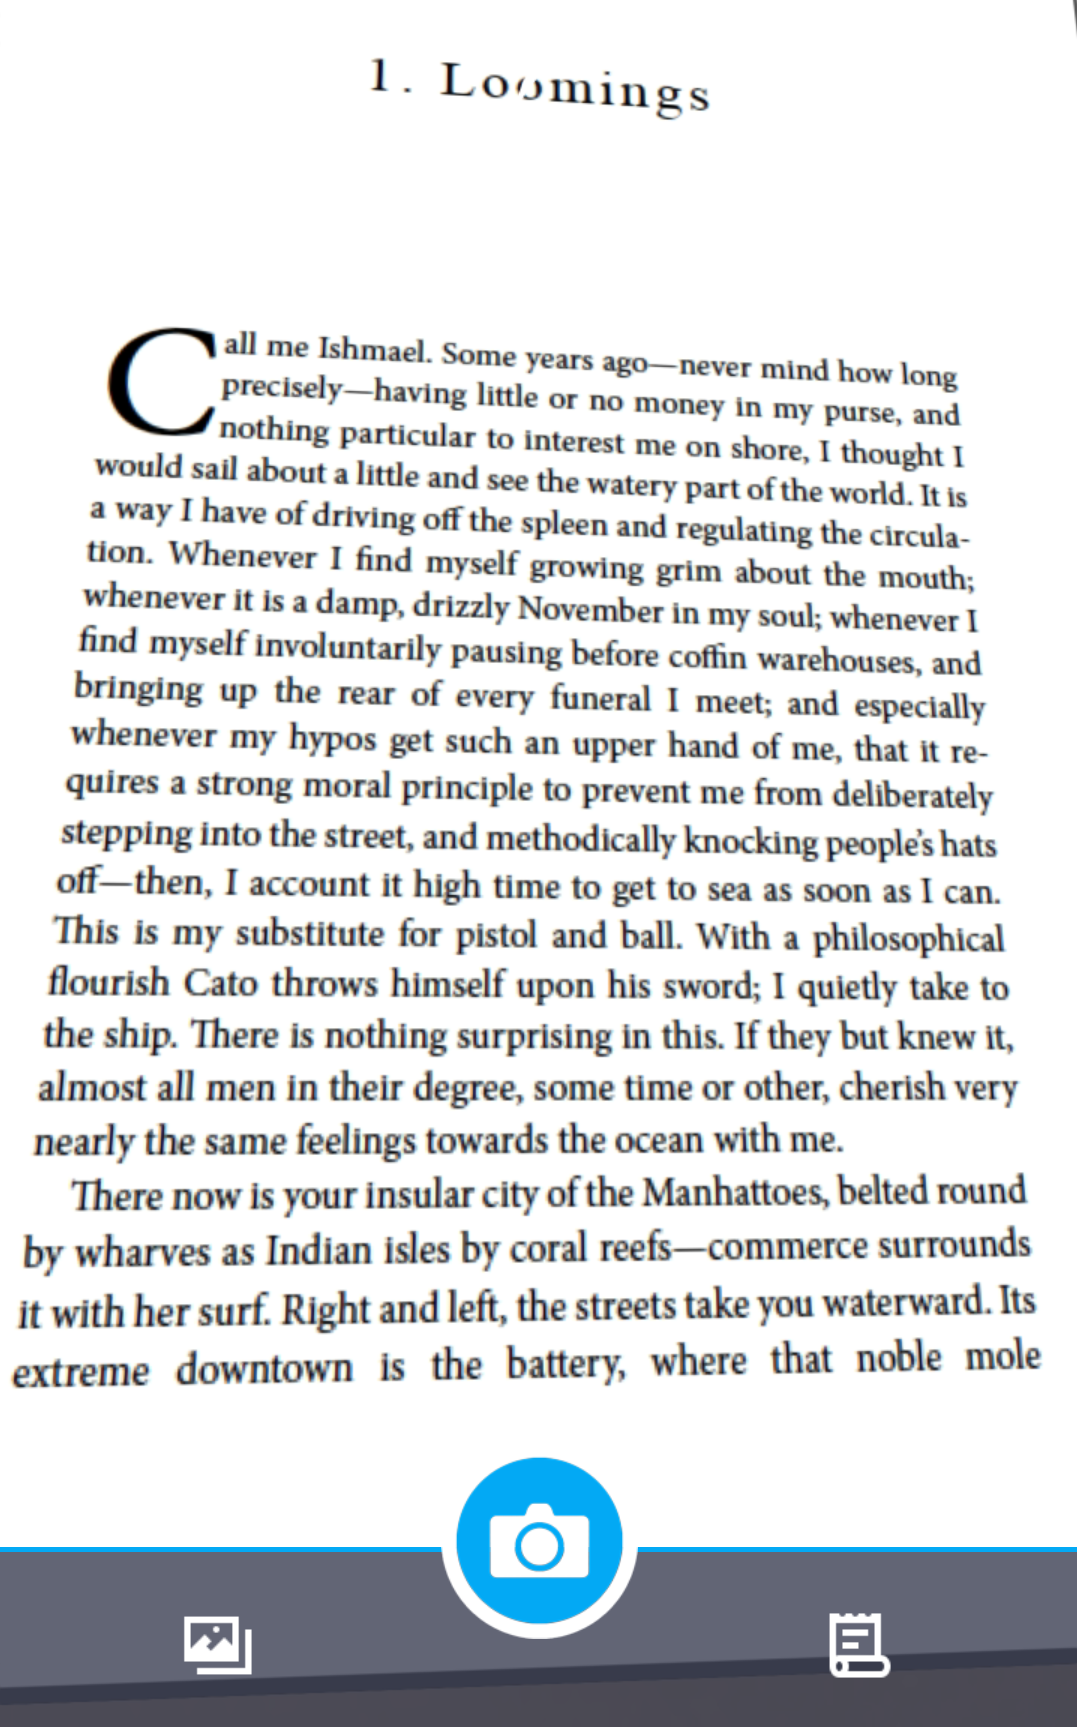 1. Loomings
Call me Ishmael. Some years ago—never mind how long
precisely—having little or no money in my purse, and
nothing particular to interest me on shore, I thought I
would sail about a little and see the watery part of the world. It is
a way I have of driving off the spleen and regulating the circula-
tion. Whenever I find myself growing grim about the mouth;
whenever it is a damp, drizzly November in my soul; whenever I
find myself involuntarily pausing before coffin warehouses, and
bringing up the rear of every funeral I meet; and especially
whenever my hypos get such an upper hand of me, that it re-
quires a strong moral principle to prevent me from deliberately
stepping into the street, and methodically knocking people's hats
off—then, I account it high time to get to sea as soon as I can.
This is my substitute for pistol and ball. With a philosophical
flourish Cato throws himself upon his sword; I quietly take to
the ship. There is nothing surprising in this. If they but knew it,
almost all men in their degree, some time or other, cherish very
nearly the same feelings towards the ocean with me.
There now is your insular city of the Manhattoes, belted round
by wharves as Indian isles by coral reefs—commerce surrounds
it with her surf. Right and left, the streets take you waterward. Its
extreme downtown is the battery, where that noble mole